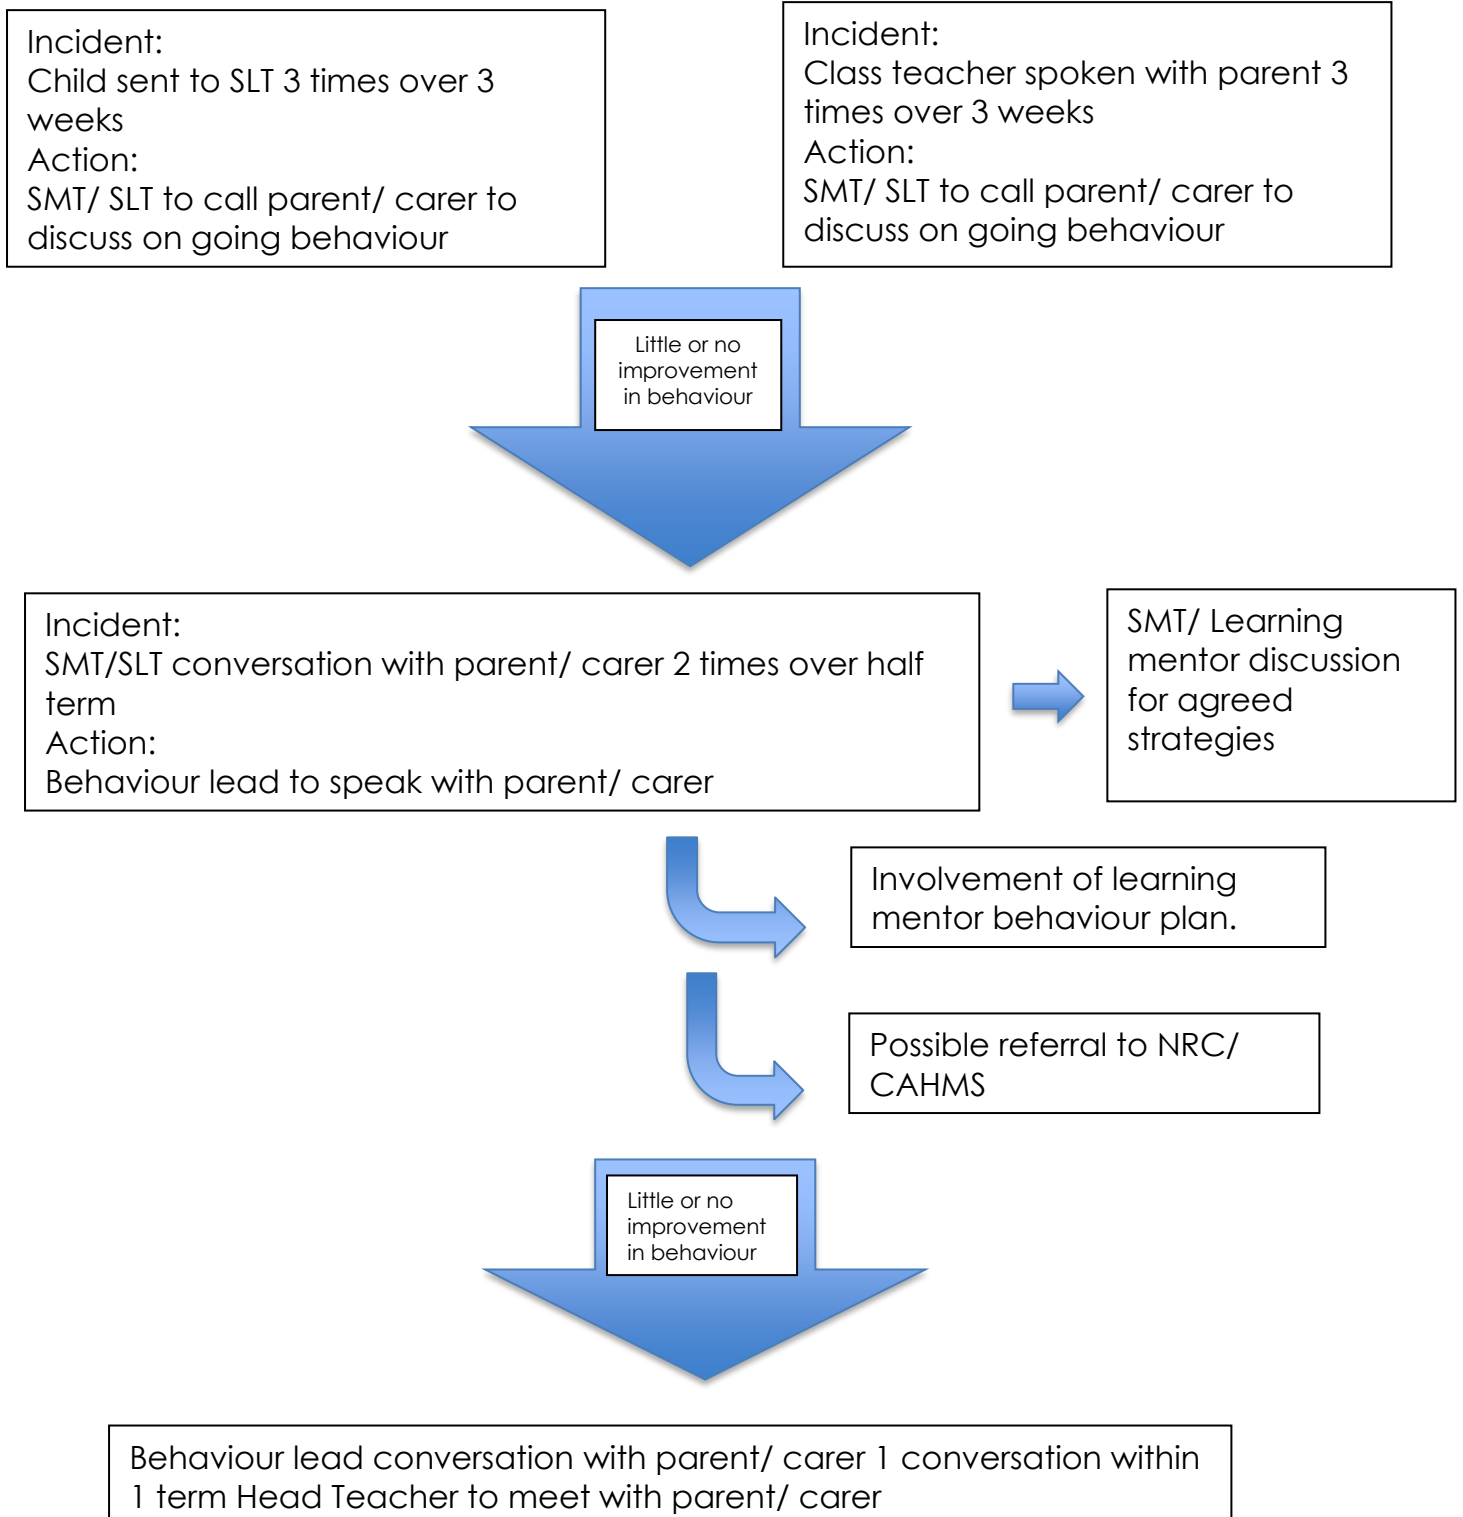 Incident:
Child sent to SLT 3 times over 3
weeks
Action:
SMT/ SLT to call parent/ carer to
discuss on going behaviour
Incident:
Class teacher spoken with parent 3
times over 3 weeks
Action:
SMT/ SLT to call parent/ carer to
discuss on going behaviour
Little or no
improvement
in behaviour
Incident:
SMT/SLT conversation with parent/ carer 2 times over half
term
Action:
Behaviour lead to speak with parent/ carer
SMT/ Learning
mentor discussion
for agreed
strategies
Involvement of learning
mentor behaviour plan.
Possible referral to NRC/
CAHMS
Little or no
improvement
in behaviour
Behaviour lead conversation with parent/ carer 1 conversation within
1 term Head Teacher to meet with parent/ carer